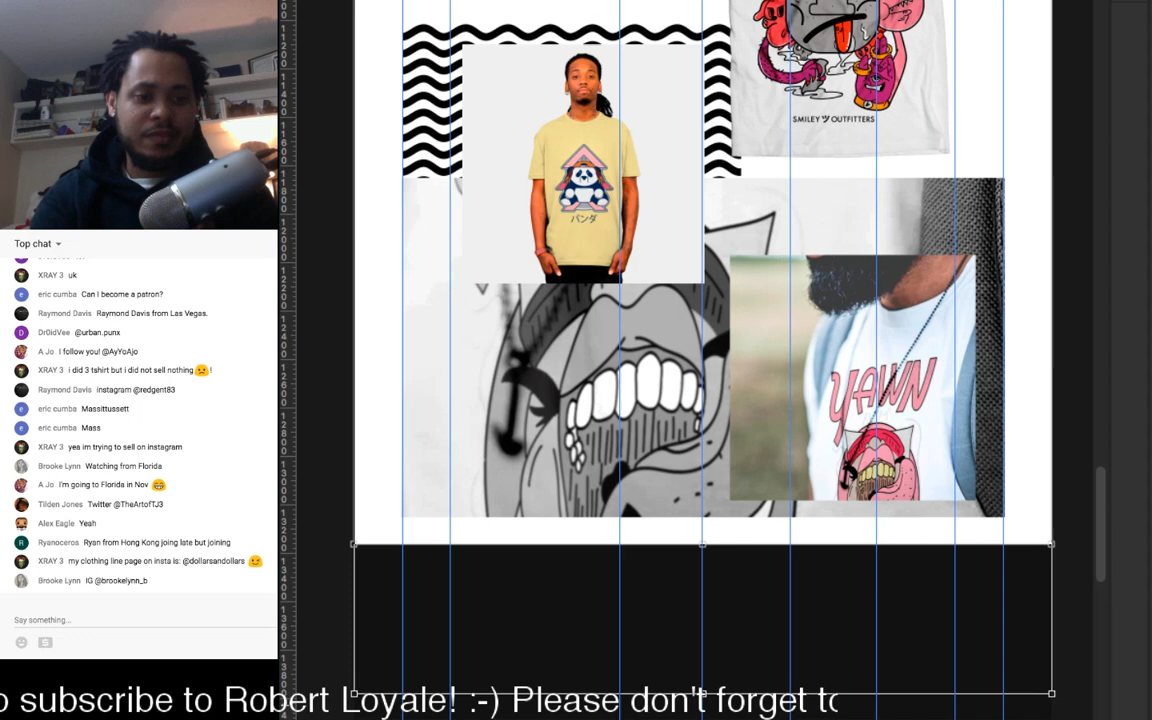 Top chat
XRAY 3 uk
eric cumba Can I become a patron?
Raymond Davis Raymond Davis from Las Vegas.
Dr0idVee @urban.punx
A Jo I follow you! @AyYoAjo
XRAY 3 i did 3 tshirt but i did not sell nothing 😟 !
Raymond Davis Instagram @redgent83
eric cumba Massittussett
eric cumba Mass
XRAY 3 yea im trying to sell on instagram
Brooke Lynn Watching from Florida
A Jo I'm going to Florida in Nov 😁
Tilden Jones Twitter @TheArtofTJ3
Alex Eagle Yeah
Ryanoceros Ryan from Hong Kong joing late but joining
XRAY 3 my clothing line page on insta is: @dollarsandollars 😉
Brooke Lynn IG @brookelynn_b
Say something...
SMILEY OUTFITTERS
パンダ
YAWN
o subscribe to Robert Loyale! :-) Please don't forget to